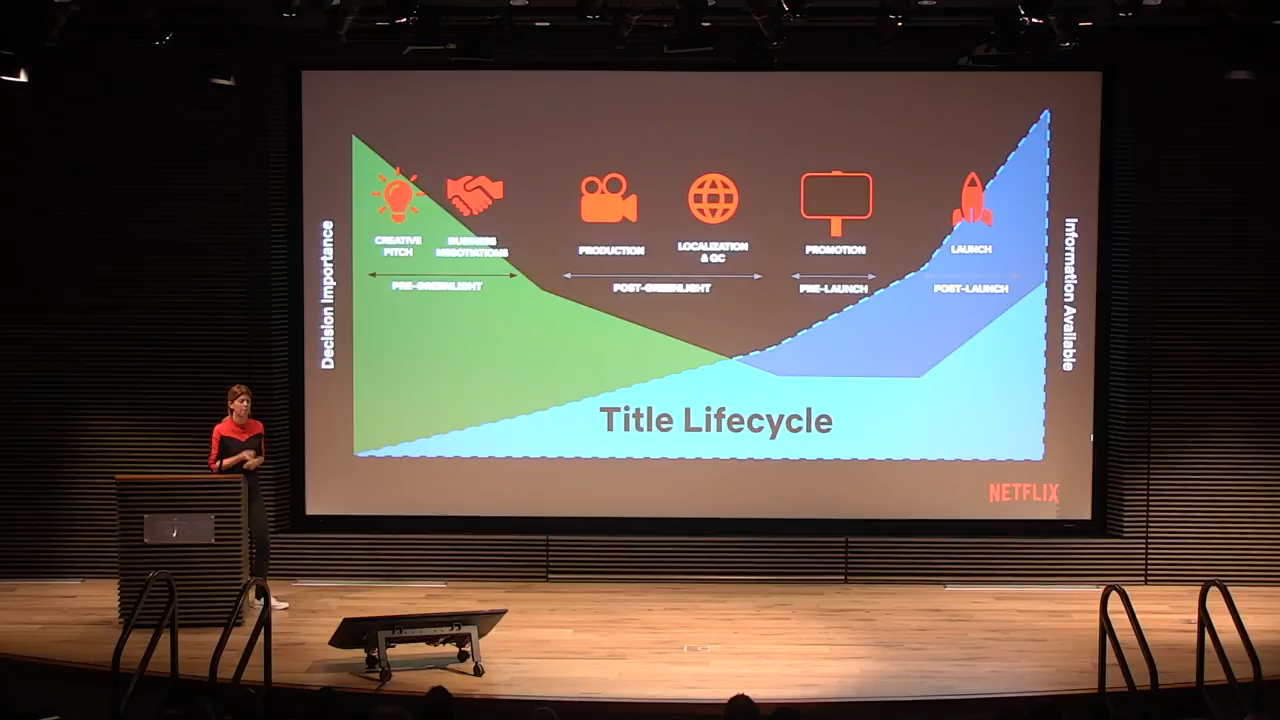 Decision Importance
CREATIVE
PITCH
BUSINESS
NEGOTIATIONS
PRE-GREENLIGHT
PRODUCTION
LOCALIZATION
& QC
POST-GREENLIGHT
PROMOTION
PRE-LAUNCH
LAUNCH
POST-LAUNCH
Information Available
Title Lifecycle
NETFLIX